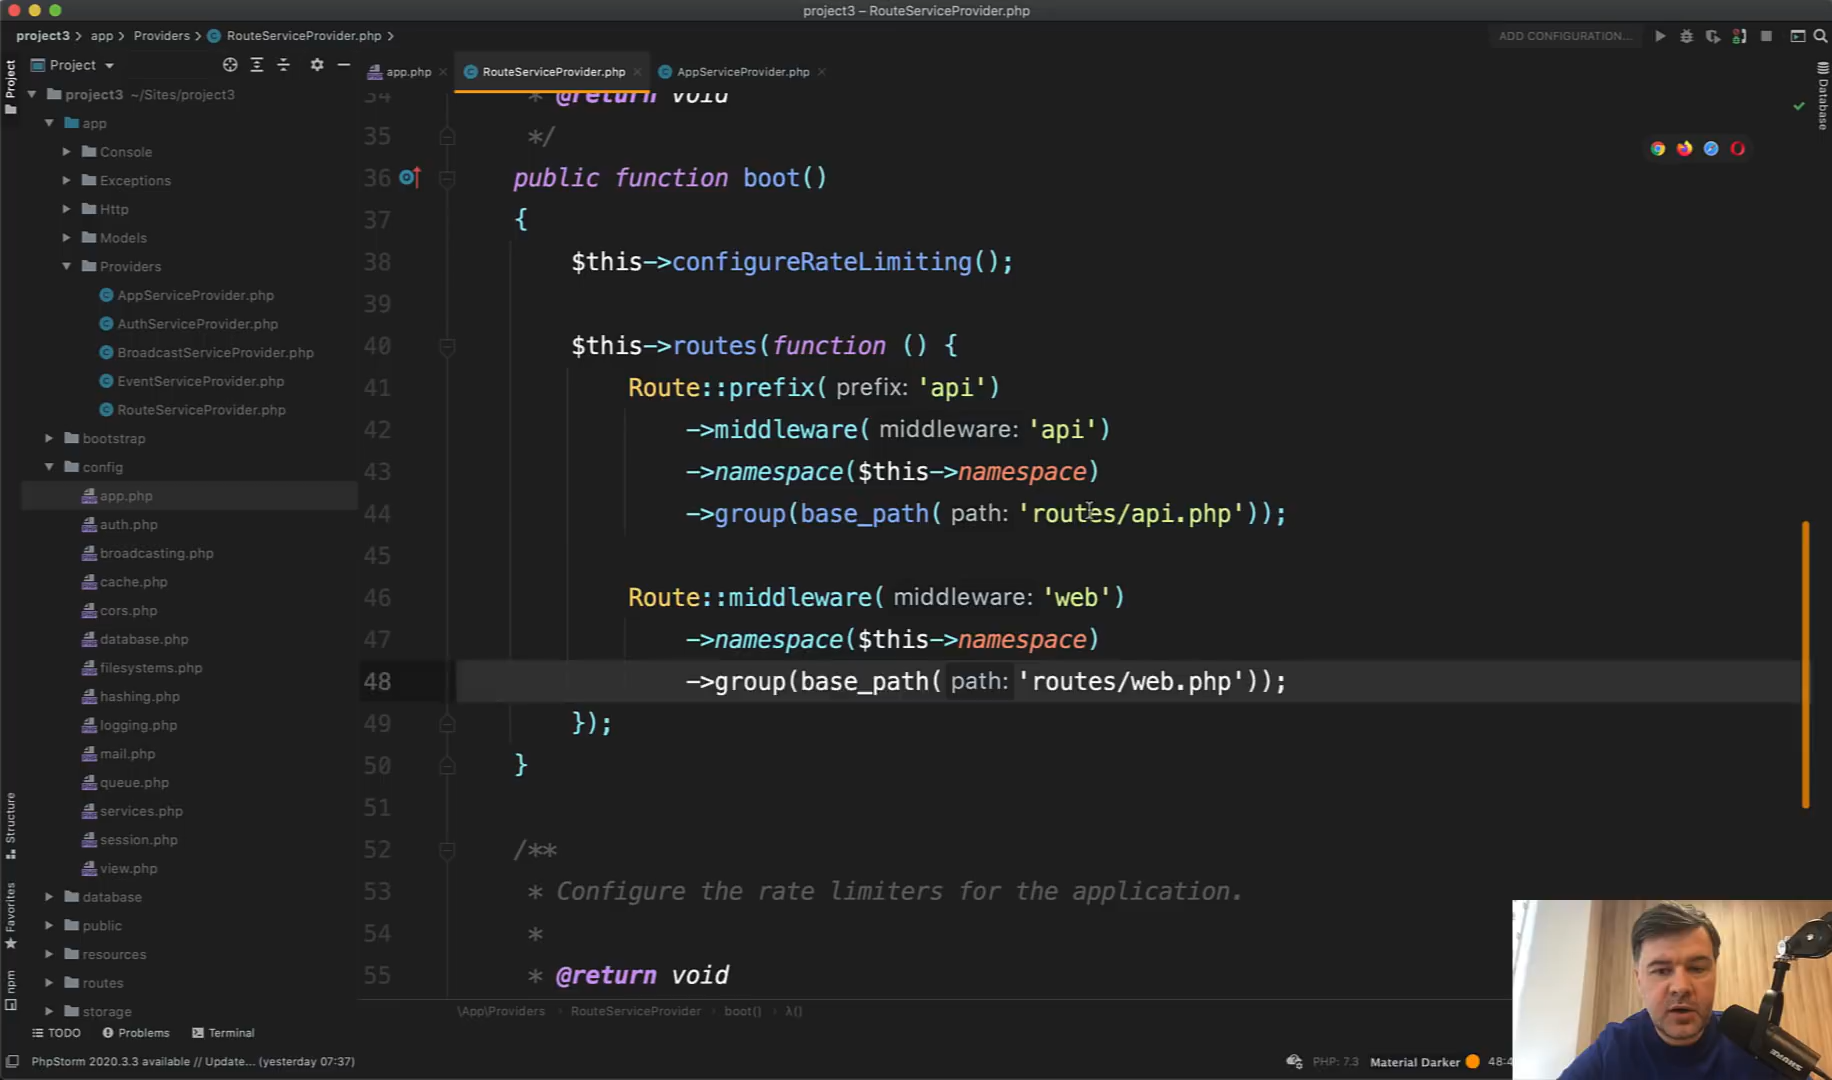 project3 – RouteServiceProvider.php
project3 > app > Providers > RouteServiceProvider.php >
ADD CONFIGURATION...
Project
app.php
RouteServiceProvider.php
AppServiceProvider.php
Project
Structure
Favorites
npm
Database
project3 ~/Sites/project3
app
Console
Exceptions
Http
Models
Providers
AppServiceProvider.php
AuthServiceProvider.php
BroadcastServiceProvider.php
EventServiceProvider.php
RouteServiceProvider.php
bootstrap
config
app.php
auth.php
broadcasting.php
cache.php
cors.php
database.php
filesystems.php
hashing.php
logging.php
mail.php
queue.php
services.php
session.php
view.php
database
public
resources
routes
storage
34 * @return void
35 */
36 public function boot()
37 {
38 $this->configureRateLimiting();
39
40 $this->routes(function () {
41 Route::prefix( prefix: 'api')
42 ->middleware( middleware: 'api')
43 ->namespace($this->namespace)
44 ->group(base_path( path: 'routes/api.php'));
45
46 Route::middleware( middleware: 'web')
47 ->namespace($this->namespace)
48 ->group(base_path( path: 'routes/web.php'));
49 });
50 }
51
52 /**
53 * Configure the rate limiters for the application.
54 *
55 * @return void
\App\Providers RouteServiceProvider boot() λ()
TODO Problems Terminal
PhpStorm 2020.3.3 available // Update... (yesterday 07:37)
PHP: 7.3 Material Darker